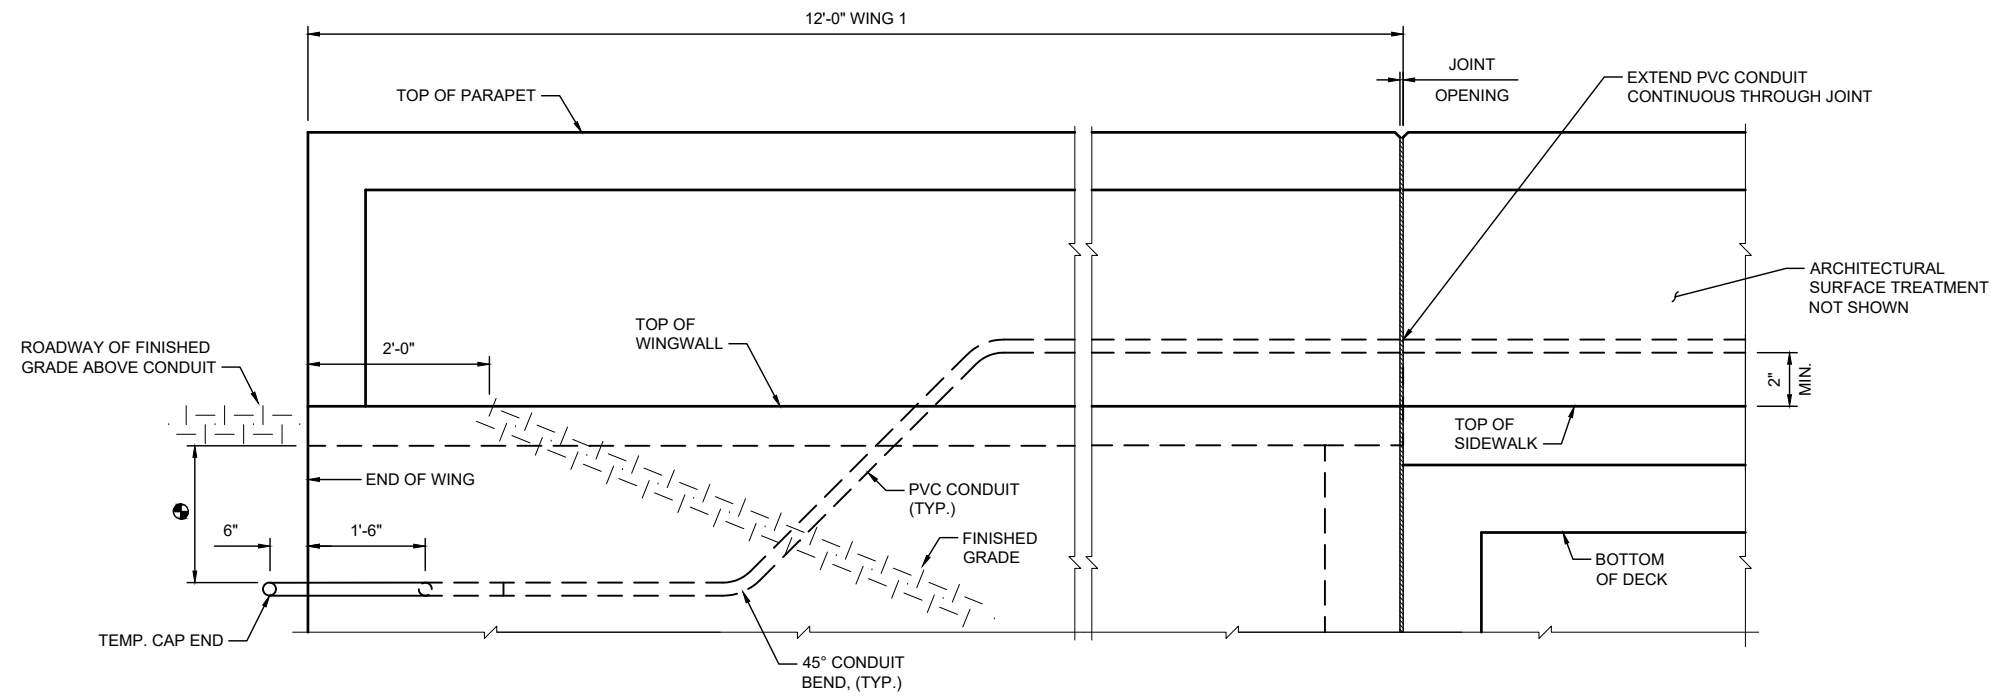 12'-0" WING 1
JOINT
OPENING
EXTEND PVC CONDUIT
CONTINUOUS THROUGH JOINT
TOP OF PARAPET
ARCHITECTURAL
SURFACE TREATMENT
NOT SHOWN
TOP OF
WINGWALL
ROADWAY OF FINISHED
GRADE ABOVE CONDUIT
2'-0"
2"
MIN.
TOP OF
SIDEWALK
END OF WING
PVC CONDUIT
(TYP.)
6"
1'-6"
FINISHED
GRADE
BOTTOM
OF DECK
TEMP. CAP END
45° CONDUIT
BEND, (TYP.)